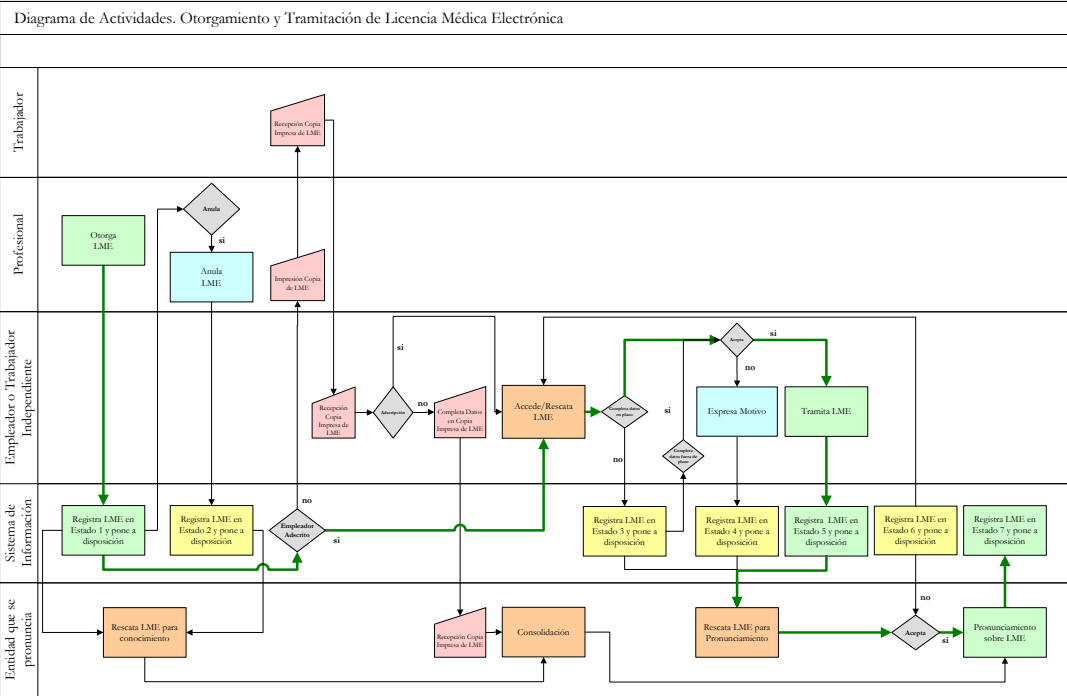 Diagrama de Actividades. Otorgamiento y Tramitación de Licencia Médica Electrónica
Trabajador
Recepción Copia
Impresa de LME
Profesional
Anula
si
Otorga
LME
Anula
LME
Impresión Copia
de LME
Empleador o Trabajador
Independiente
si
Recepción
Copia
Impresa de
LME
Adscripción
no
Completa Datos
en Copia
Impresa de LME
Accede/Rescata
LME
Completa datos
en plazo
no
si
Completa
datos fuera de
plazo
Acepta
si
no
Expresa Motivo
Tramita LME
Sistema de
Información
Registra LME en
Estado 1 y pone a
disposición
Registra LME en
Estado 2 y pone a
disposición
no
Empleador
Adscrito
si
Registra LME en
Estado 3 y pone a
disposición
Registra LME en
Estado 4 y pone a
disposición
Registra LME en
Estado 5 y pone a
disposición
Registra LME en
Estado 6 y pone a
disposición
Registra LME en
Estado 7 y pone a
disposición
Entidad que se
pronuncia
Rescata LME para
conocimiento
Recepción Copia
Impresa de LME
Consolidación
Rescata LME para
Pronunciamiento
no
Acepta
si
Pronunciamiento
sobre LME